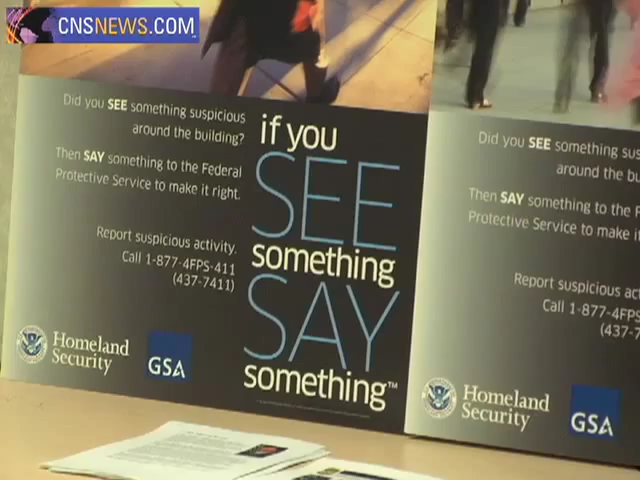 CNSNEWS.COM
Did you SEE something suspicious
around the building?
Then SAY something to the Federal
Protective Service to make it right.
Report suspicious activity.
Call 1-877-4FPS-411
(437-7411)
if you
SEE
something
SAY
something™
Homeland
Security
GSA
Did you SEE something sus
around the bu
Then SAY something to the F
Protective Service to make it
Report suspicious act
Call 1-877-4FPS
(437-7
Homeland
Security
GSA